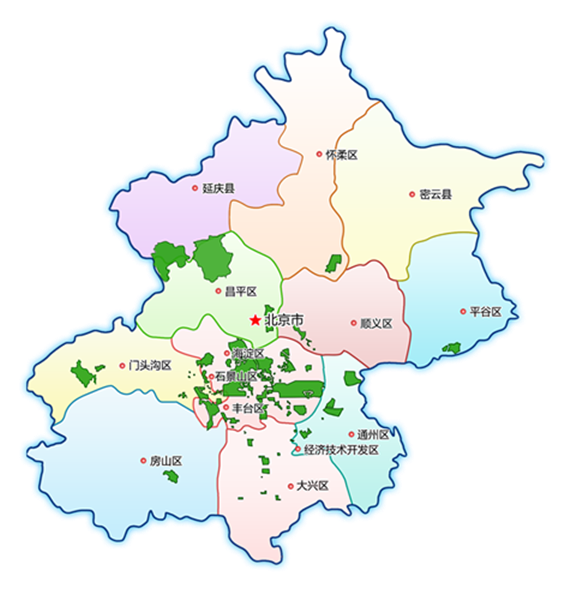 怀柔区
延庆县
密云县
昌平区
平谷区
北京市
顺义区
海淀区
门头沟区
石景山区
丰台区
通州区
经济技术开发区
房山区
大兴区